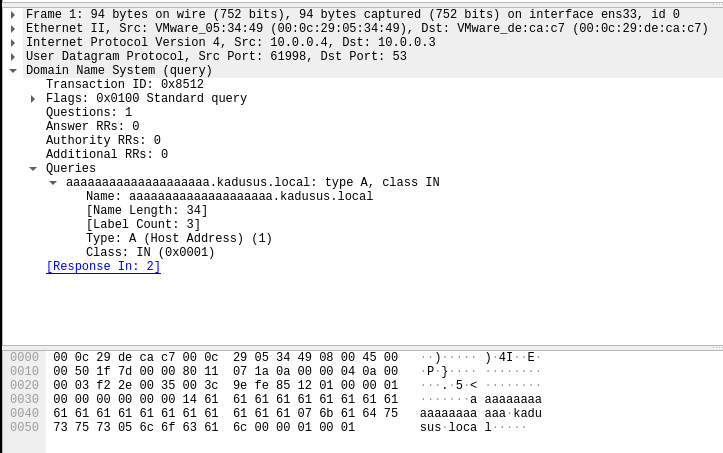 Frame 1: 94 bytes on wire (752 bits), 94 bytes captured (752 bits) on interface ens33, id 0
Ethernet II, Src: VMware_05:34:49 (00:0c:29:05:34:49), Dst: VMware_de:ca:c7 (00:0c:29:de:ca:c7)
Internet Protocol Version 4, Src: 10.0.0.4, Dst: 10.0.0.3
User Datagram Protocol, Src Port: 61998, Dst Port: 53
Domain Name System (query)
Transaction ID: 0x8512
Flags: 0x0100 Standard query
Questions: 1
Answer RRs: 0
Authority RRs: 0
Additional RRs: 0
Queries
aaaaaaaaaaaaaaaaaaaa.kadusus.local: type A, class IN
Name: aaaaaaaaaaaaaaaaaaaa.kadusus.local
[Name Length: 34]
[Label Count: 3]
Type: A (Host Address) (1)
Class: IN (0x0001)
[Response In: 2]
0000 00 0c 29 de ca c7 00 0c 29 05 34 49 08 00 45 00 ··)····· )·4I··E·
0010 00 50 1f 7d 00 00 80 11 07 1a 0a 00 00 04 0a 00 ·P·}···· ········
0020 00 03 f2 2e 00 35 00 3c 9e fe 85 12 01 00 00 01 ···.·5·< ········
0030 00 00 00 00 00 00 14 61 61 61 61 61 61 61 61 61 ·······a aaaaaaaa
0040 61 61 61 61 61 61 61 61 61 61 61 07 6b 61 64 75 aaaaaaaa aaa·kadu
0050 73 75 73 05 6c 6f 63 61 6c 00 00 01 00 01 sus·loca l·····